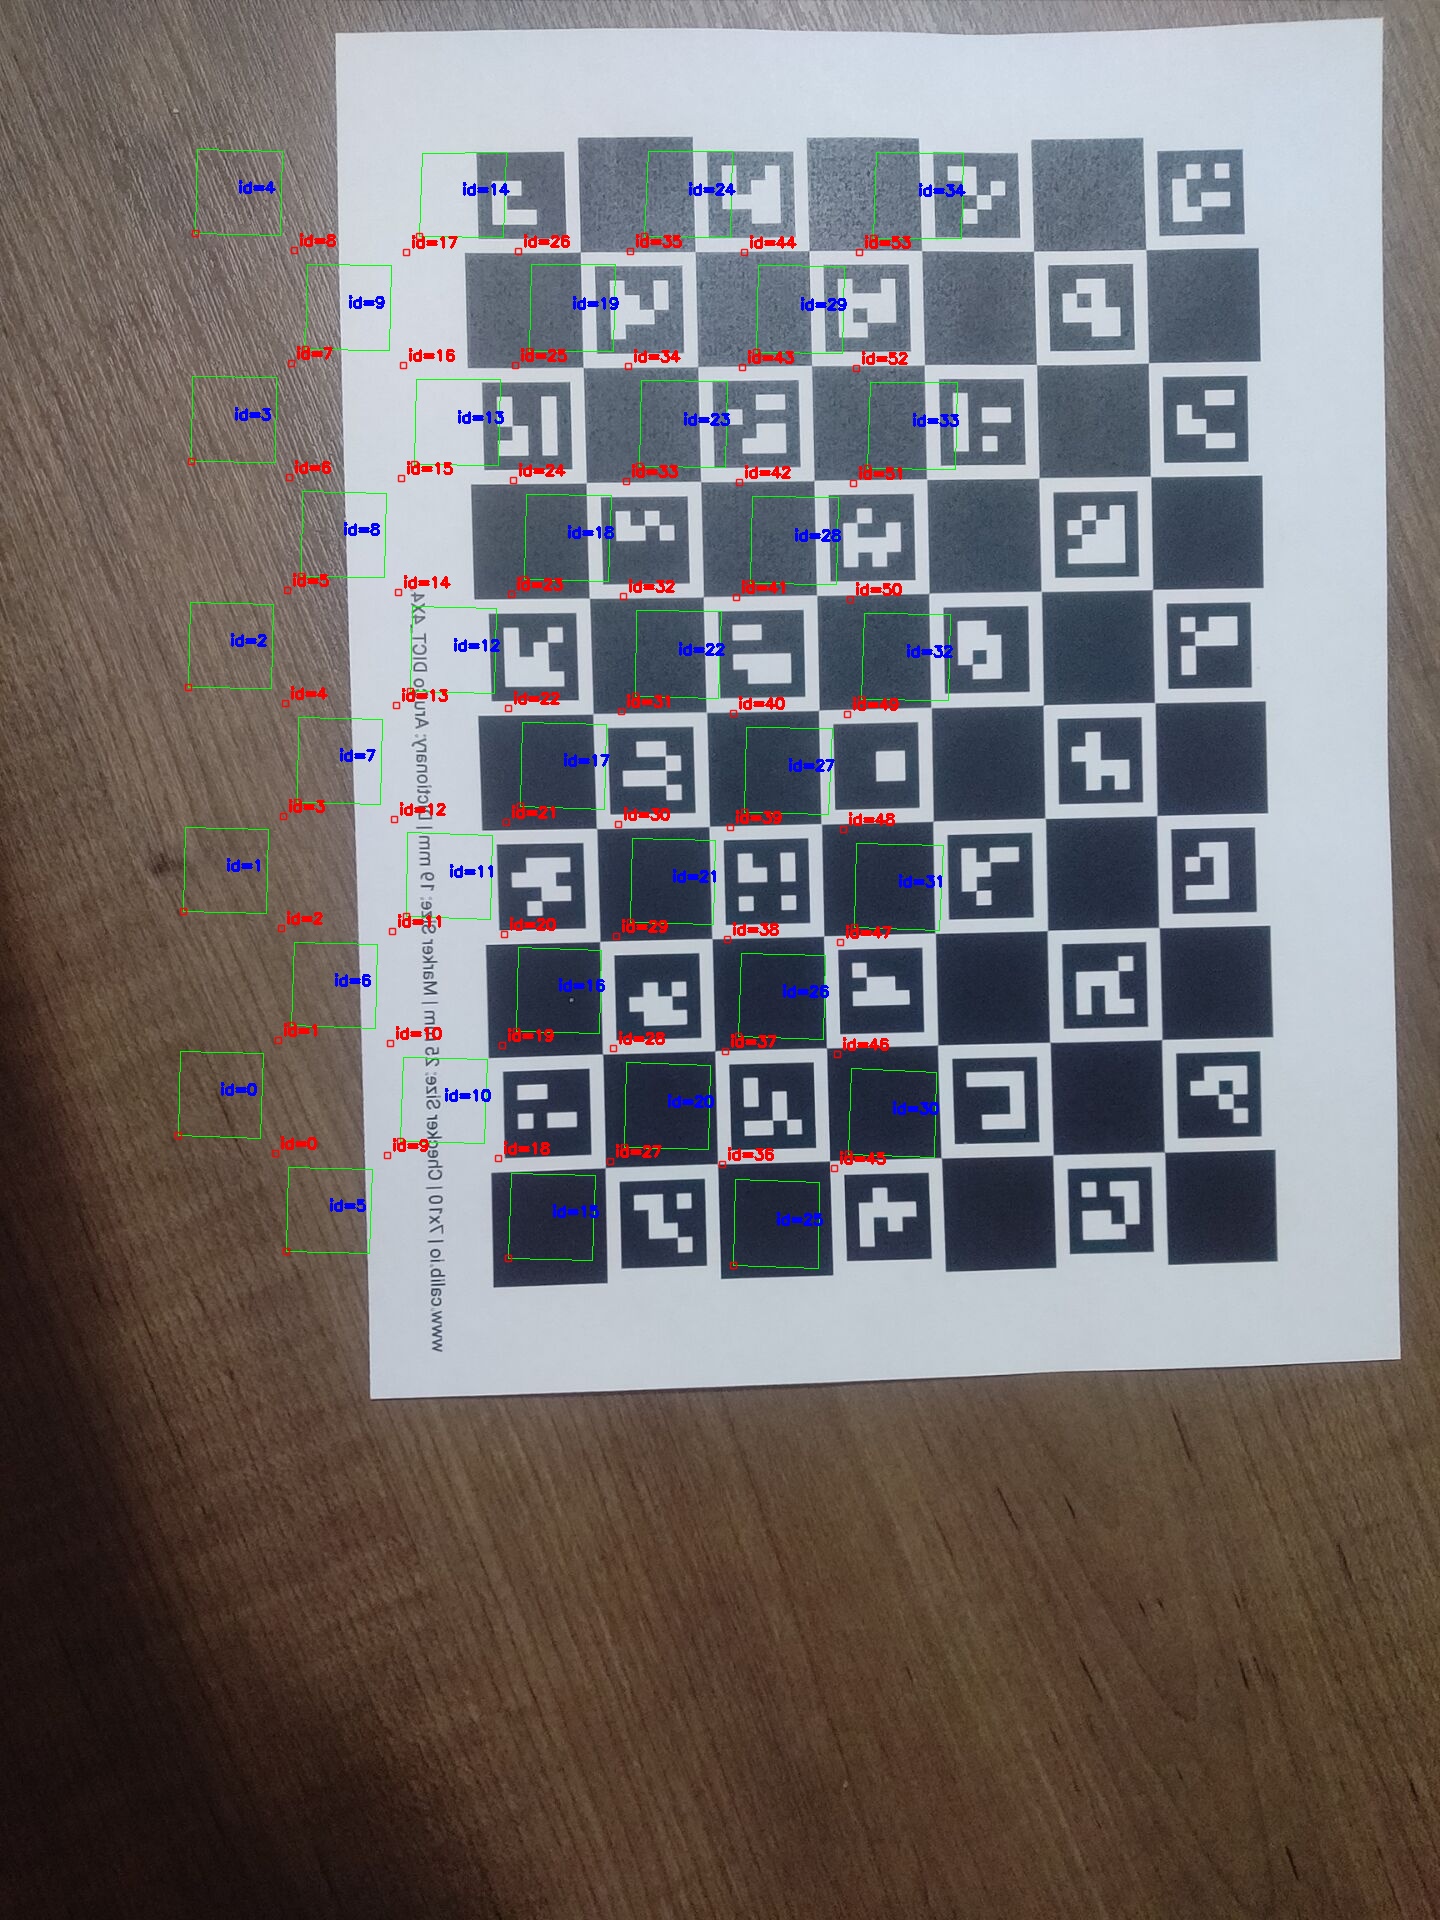 id=4
id=14
id=24
id=34
id=8
id=17
id=26
id=35
id=44
id=53
id=9
id=19
id=29
id=7
id=16
id=25
id=34
id=43
id=52
id=3
id=13
id=23
id=33
id=6
id=15
id=24
id=33
id=42
id=51
id=8
id=18
id=28
id=5
id=14
id=23
id=32
id=41
id=50
id=2
id=12
id=22
id=32
id=4
id=13
id=22
id=31
id=40
id=49
id=7
id=17
id=27
id=3
id=12
id=21
id=30
id=39
id=48
id=1
id=11
id=21
id=31
id=2
id=11
id=20
id=29
id=38
id=47
id=6
id=16
id=26
id=1
id=10
id=19
id=28
id=37
id=46
id=0
id=10
id=20
id=30
id=0
id=9
id=18
id=27
id=36
id=45
id=5
id=15
id=25
www.calib.io | 7x10 | Checker Size: 25 mm | Marker Size: 19 mm | Dictionary: ArUco DICT_4X4